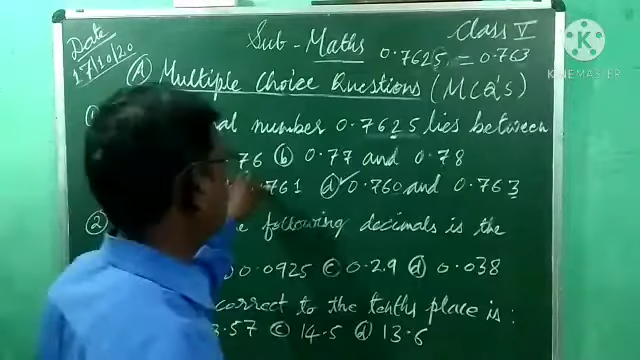 Date
17/10/20
Sub - Maths
Class V
0.7625 = 0.763
Ⓐ Multiple Choice Questions (MCQ's)
number 0.7625 lies between
76 ⓑ 0.77 and 0.78
761 ⓓ ✓ 0.760 and 0.763
② following decimals is the
0.0925 ⓒ 0.29 ⓓ 0.038
correct to the tenths place is :
3.57 ⓒ 14.5 ⓓ 13.6
KINEMASTER